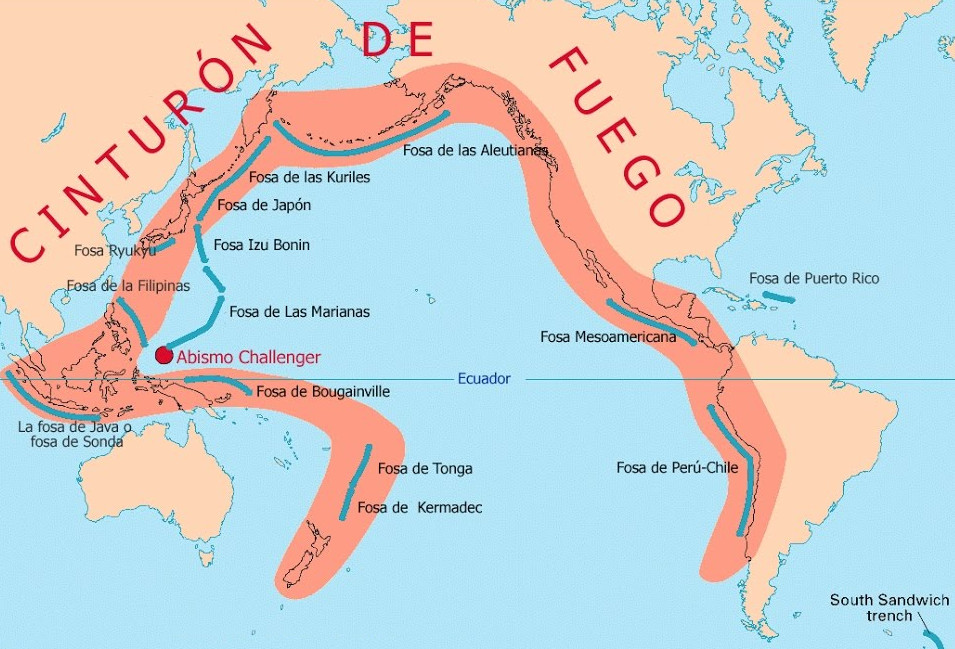 CINTURÓN DE FUEGO
Fosa de las Aleutianas
Fosa de las Kuriles
Fosa de Japón
Fosa Ryukyu
Fosa Izu Bonin
Fosa de la Filipinas
Fosa de Puerto Rico
Fosa de Las Marianas
Fosa Mesoamericana
Abismo Challenger
Ecuador
Fosa de Bougainville
La fosa de Java o
fosa de Sonda
Fosa de Tonga
Fosa de Perú-Chile
Fosa de Kermadec
South Sandwich
trench